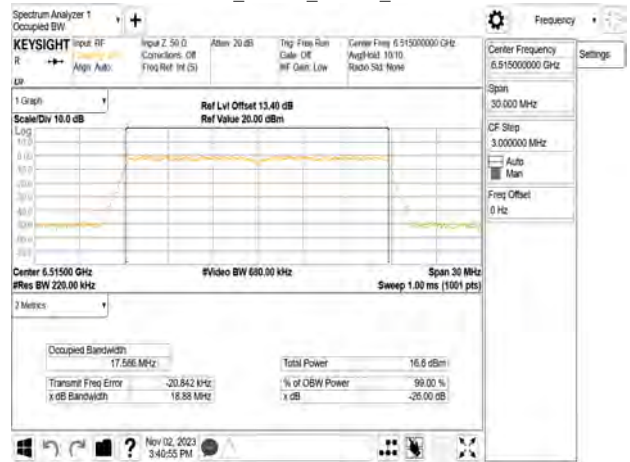 Spectrum Analyzer 1
Occupied BW
Frequency
KEYSIGHT
Input: RF
Input Z: 50 Ω
Atten: 20 dB
Trig: Free Run
Center Freq: 6.515000000 GHz
R
Corrections: Off
Gate: Off
Avg|Hold: 10/10
Align: Auto
Freq Ref: Int (S)
#IF Gain: Low
Radio Std: None
Center Frequency
6.515000000 GHz
Settings
Span
30.000 MHz
CF Step
3.000000 MHz
Auto
Man
Freq Offset
0 Hz
1 Graph
Scale/Div 10.0 dB
Ref Lvl Offset 13.40 dB
Ref Value 20.00 dBm
Log
Center 6.51500 GHz
#Video BW 680.00 kHz
Span 30 MHz
#Res BW 220.00 kHz
Sweep 1.00 ms (1001 pts)
2 Metrics
Occupied Bandwidth
17.566 MHz
Total Power
16.6 dBm
Transmit Freq Error
-20.842 kHz
% of OBW Power
99.00 %
x dB Bandwidth
18.88 MHz
x dB
-26.00 dB
Nov 02, 2023
3:40:55 PM